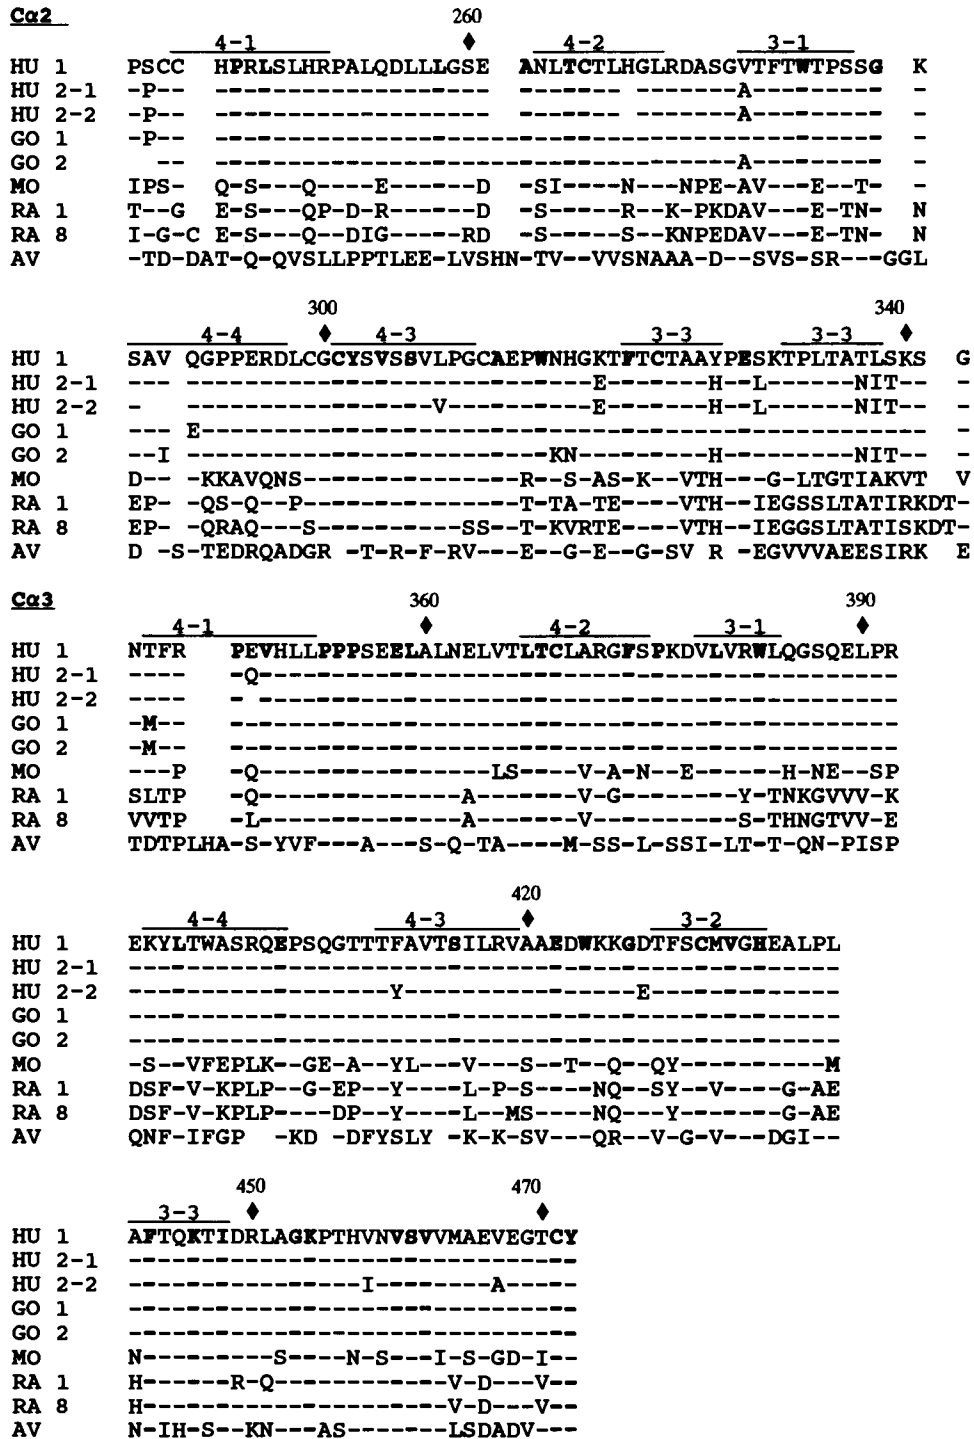 Cα2
260
4-1 ♦ 4-2 3-1
HU 1 PSCC HPRLSLHRPALQDLLLGSE ANLTCTLHGLRDASGVTFTWTPSSG K
HU 2-1 -P-- ------------------- ---------- --------A--------- -
HU 2-2 -P-- ------------------- ------- -------A--------- -
GO 1 -P-- ---------------------------------------------- -
GO 2 -- ------------------------------------A--------- -
MO IPS- Q-S---Q----E------D -SI----N---NPE-AV---E--T- -
RA 1 T--G E-S---QP-D-R------D -S-----R--K-PKDAV---E-TN- N
RA 8 I-G-C E-S---Q--DIG----RD -S-----S--KNPEDAV---E-TN- N
AV -TD-DAT-Q-QVSLLPPTLEE-LVSHN-TV--VVSNAAA-D--SVS-SR---GGL
300 340
4-4 ♦ 4-3 3-3 3-3 ♦
HU 1 SAV QGPPERDLCGCYSVSSVLPGCAEPWNHGKTFTCTAAYPESKTPLTATLSKS G
HU 2-1 --- ----------------------------E-------H--L------NIT-- -
HU 2-2 - -----------------V----------E-------H--L------NIT-- -
GO 1 --- E------------------------------------------------- -
GO 2 --I -------------------------KN---------H---------NIT-- -
MO D-- -KKAVQNS---------------R--S-AS-K--VTH---G-LTGTIAKVT V
RA 1 EP- -QS-Q--P---------------T-TA-TE----VTH--IEGSSLTATIRKDT-
RA 8 EP- -QRAQ---S----------SS--T-KVRTE----VTH--IEGGSLTATISKDT-
AV D -S-TEDRQADGR -T-R-F-RV---E--G-E--G-SV R -EGVVVAEESIRK E
Cα3
360 390
4-1 ♦ 4-2 3-1 ♦
HU 1 NTFR PEVHLLPPPSEELALNELVTLTCLARGFSPKDVLVRWLQGSQELPR
HU 2-1 ---- -Q--------------------------------------------
HU 2-2 ---- - --------------------------------------------
GO 1 -M-- ----------------------------------------------
GO 2 -M-- ----------------------------------------------
MO ---P -Q----------------LS----V-A-N--E------H-NE--SP
RA 1 SLTP -Q--------------A-------V-G--------Y-TNKGVVV-K
RA 8 VVTP -L--------------A-------V----------S-THNGTVV-E
AV TDTPLHA-S-YVF---A---S-Q-TA----M-SS-L-SSI-LT-T-QN-PISP
420
4-4 4-3 ♦ 3-2
HU 1 EKYLTWASRQEPSQGTTTFAVTSILRVAAEDWKKGDTFSCMVGHEALPL
HU 2-1 -------------------------------------------------
HU 2-2 ------------------Y----------------E-------------
GO 1 -------------------------------------------------
GO 2 -------------------------------------------------
MO -S--VFEPLK--GE-A--YL---V---S--T--Q--QY----------M
RA 1 DSF-V-KPLP--G-EP--Y----L-P-S----NQ--SY--V----G-AE
RA 8 DSF-V-KPLP----DP--Y----L--MS----NQ---Y-------G-AE
AV QNF-IFGP -KD -DFYSLY -K-K-SV---QR--V-G-V---DGI--
450 470
3-3 ♦ ♦
HU 1 AFTQKTIDRLAGKPTHVNVSVVMAEVEGTCY
HU 2-1 -------------------------------
HU 2-2 ----------------I--------A-----
GO 1 -------------------------------
GO 2 -------------------------------
MO N---------S----N-S---I-S-GD-I--
RA 1 H------R-Q------------V-D---V--
RA 8 H---------------------V-D---V--
AV N-IH-S--KN---AS-------LSDADV---